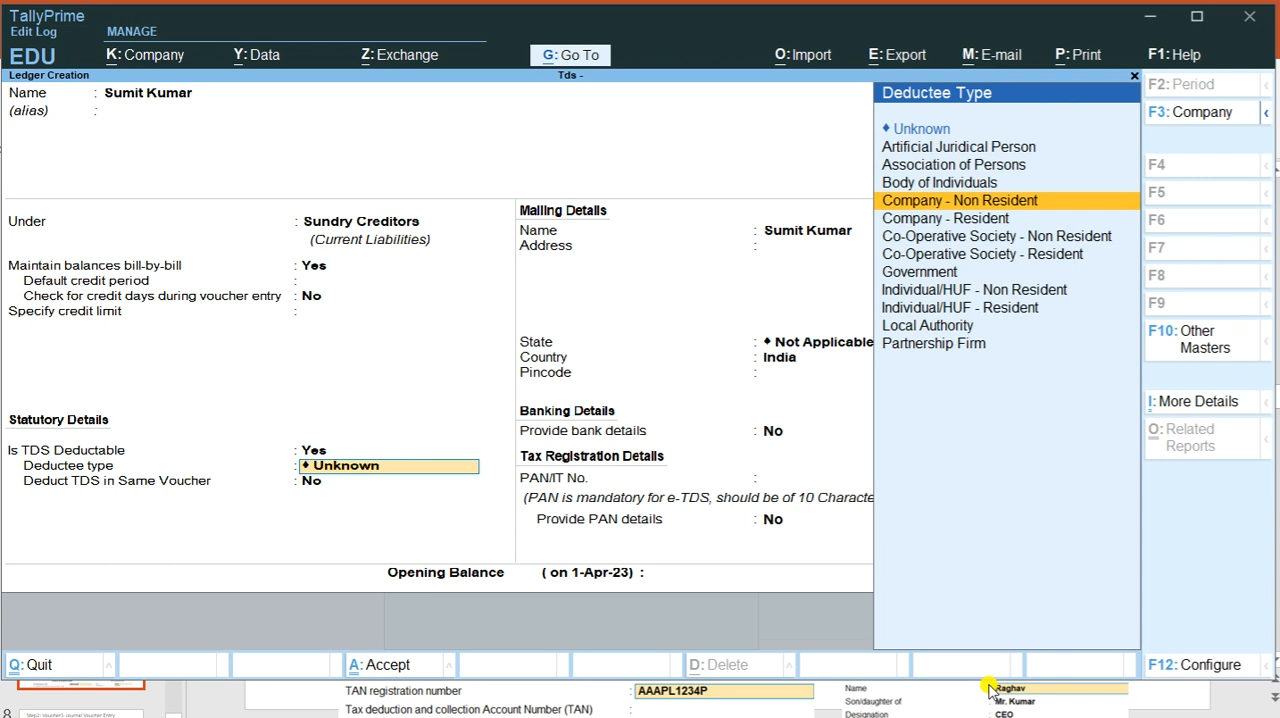 TallyPrime
Edit Log
MANAGE
EDU
K: Company
Y: Data
Z: Exchange
G: Go To
O: Import
E: Export
M: E-mail
P: Print
F1: Help
Ledger Creation
Tds -
Name : Sumit Kumar
(alias) :
Under : Sundry Creditors
(Current Liabilities)
Maintain balances bill-by-bill : Yes
Default credit period :
Check for credit days during voucher entry : No
Specify credit limit :
Statutory Details
Is TDS Deductable : Yes
Deductee type : ♦ Unknown
Deduct TDS in Same Voucher : No
Mailing Details
Name : Sumit Kumar
Address :
State : ♦ Not Applicable
Country : India
Pincode :
Banking Details
Provide bank details : No
Tax Registration Details
PAN/IT No. :
(PAN is mandatory for e-TDS, should be of 10 Characte
Provide PAN details : No
Opening Balance ( on 1-Apr-23) :
Deductee Type
♦ Unknown
Artificial Juridical Person
Association of Persons
Body of Individuals
Company - Non Resident
Company - Resident
Co-Operative Society - Non Resident
Co-Operative Society - Resident
Government
Individual/HUF - Non Resident
Individual/HUF - Resident
Local Authority
Partnership Firm
F2: Period
F3: Company
F4
F5
F6
F7
F8
F9
F10: Other
Masters
I: More Details
O: Related
Reports
Q: Quit
A: Accept
D: Delete
F12: Configure
8
Step2: Voucher5: Journal Voucher Entry
TAN registration number : AAAPL1234P
Tax deduction and collection Account Number (TAN) :
Name : Raghav
Son/daughter of : Mr. Kumar
Designation : CEO